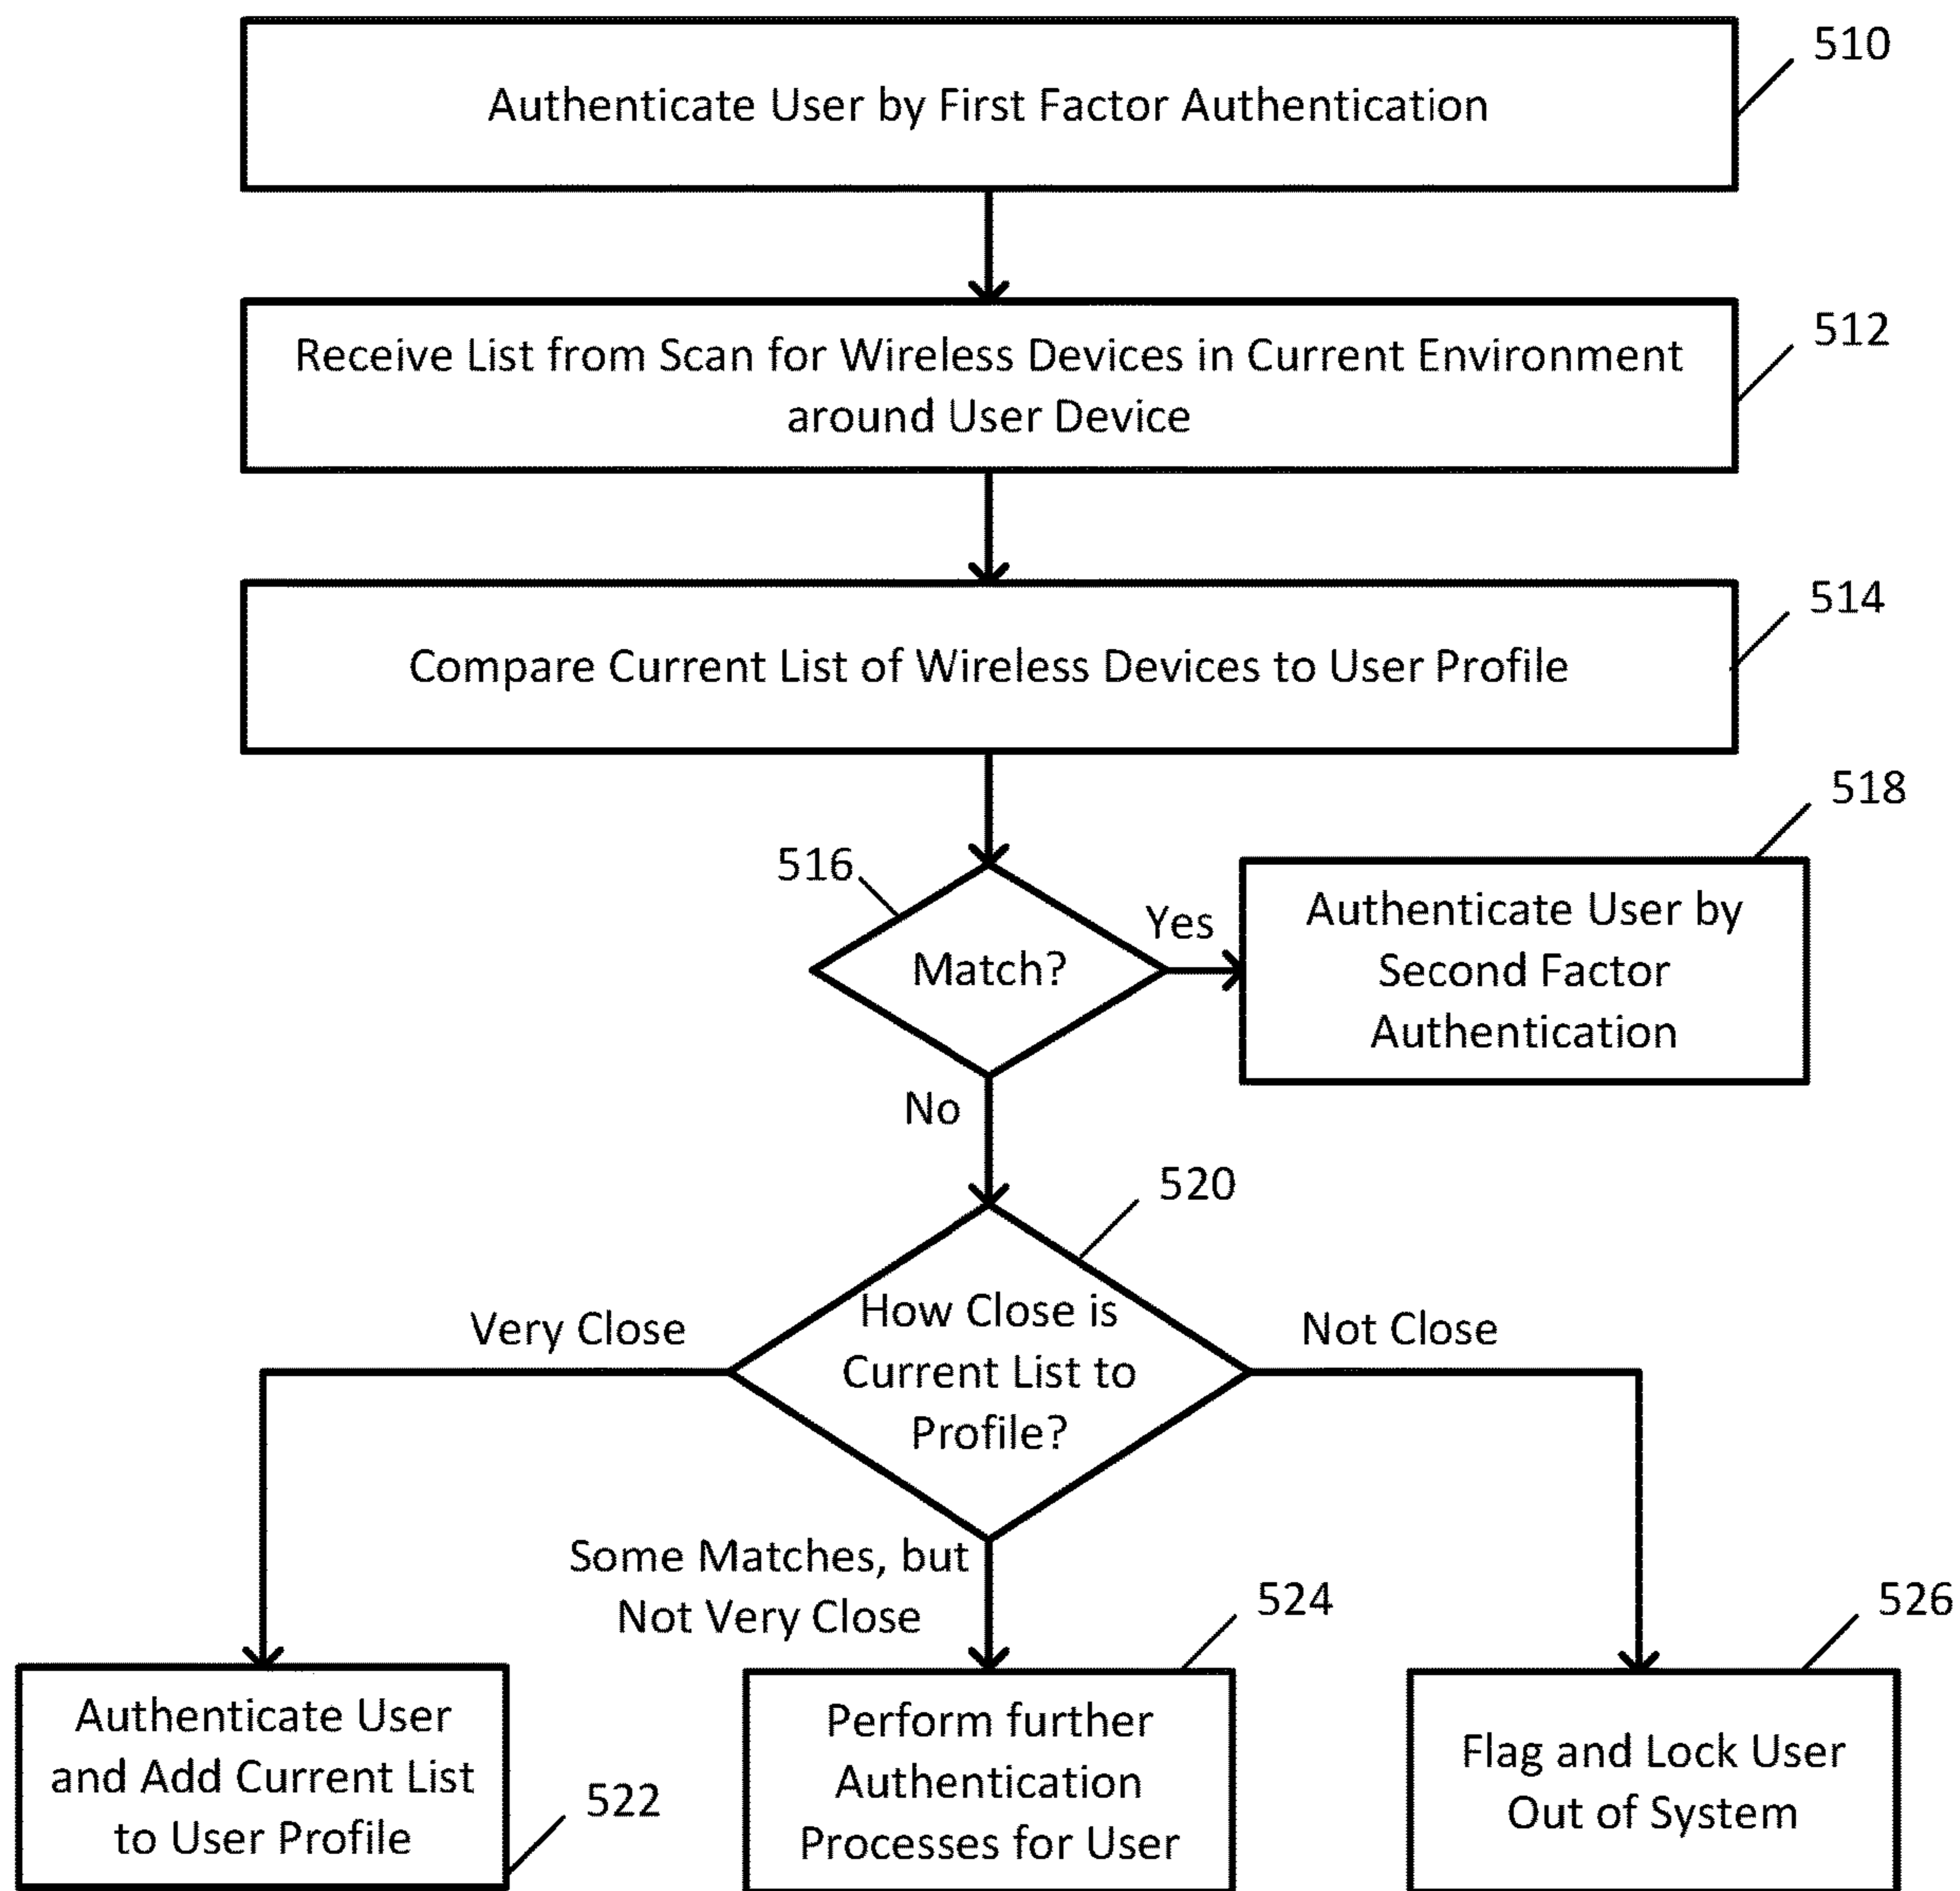 510
Authenticate User by First Factor Authentication
512
Receive List from Scan for Wireless Devices in Current Environment
around User Device
514
Compare Current List of Wireless Devices to User Profile
516
Match?
Yes
518
Authenticate User by
Second Factor
Authentication
No
520
How Close is
Current List to
Profile?
Very Close
Not Close
Some Matches, but
Not Very Close
522
Authenticate User
and Add Current List
to User Profile
524
Perform further
Authentication
Processes for User
526
Flag and Lock User
Out of System